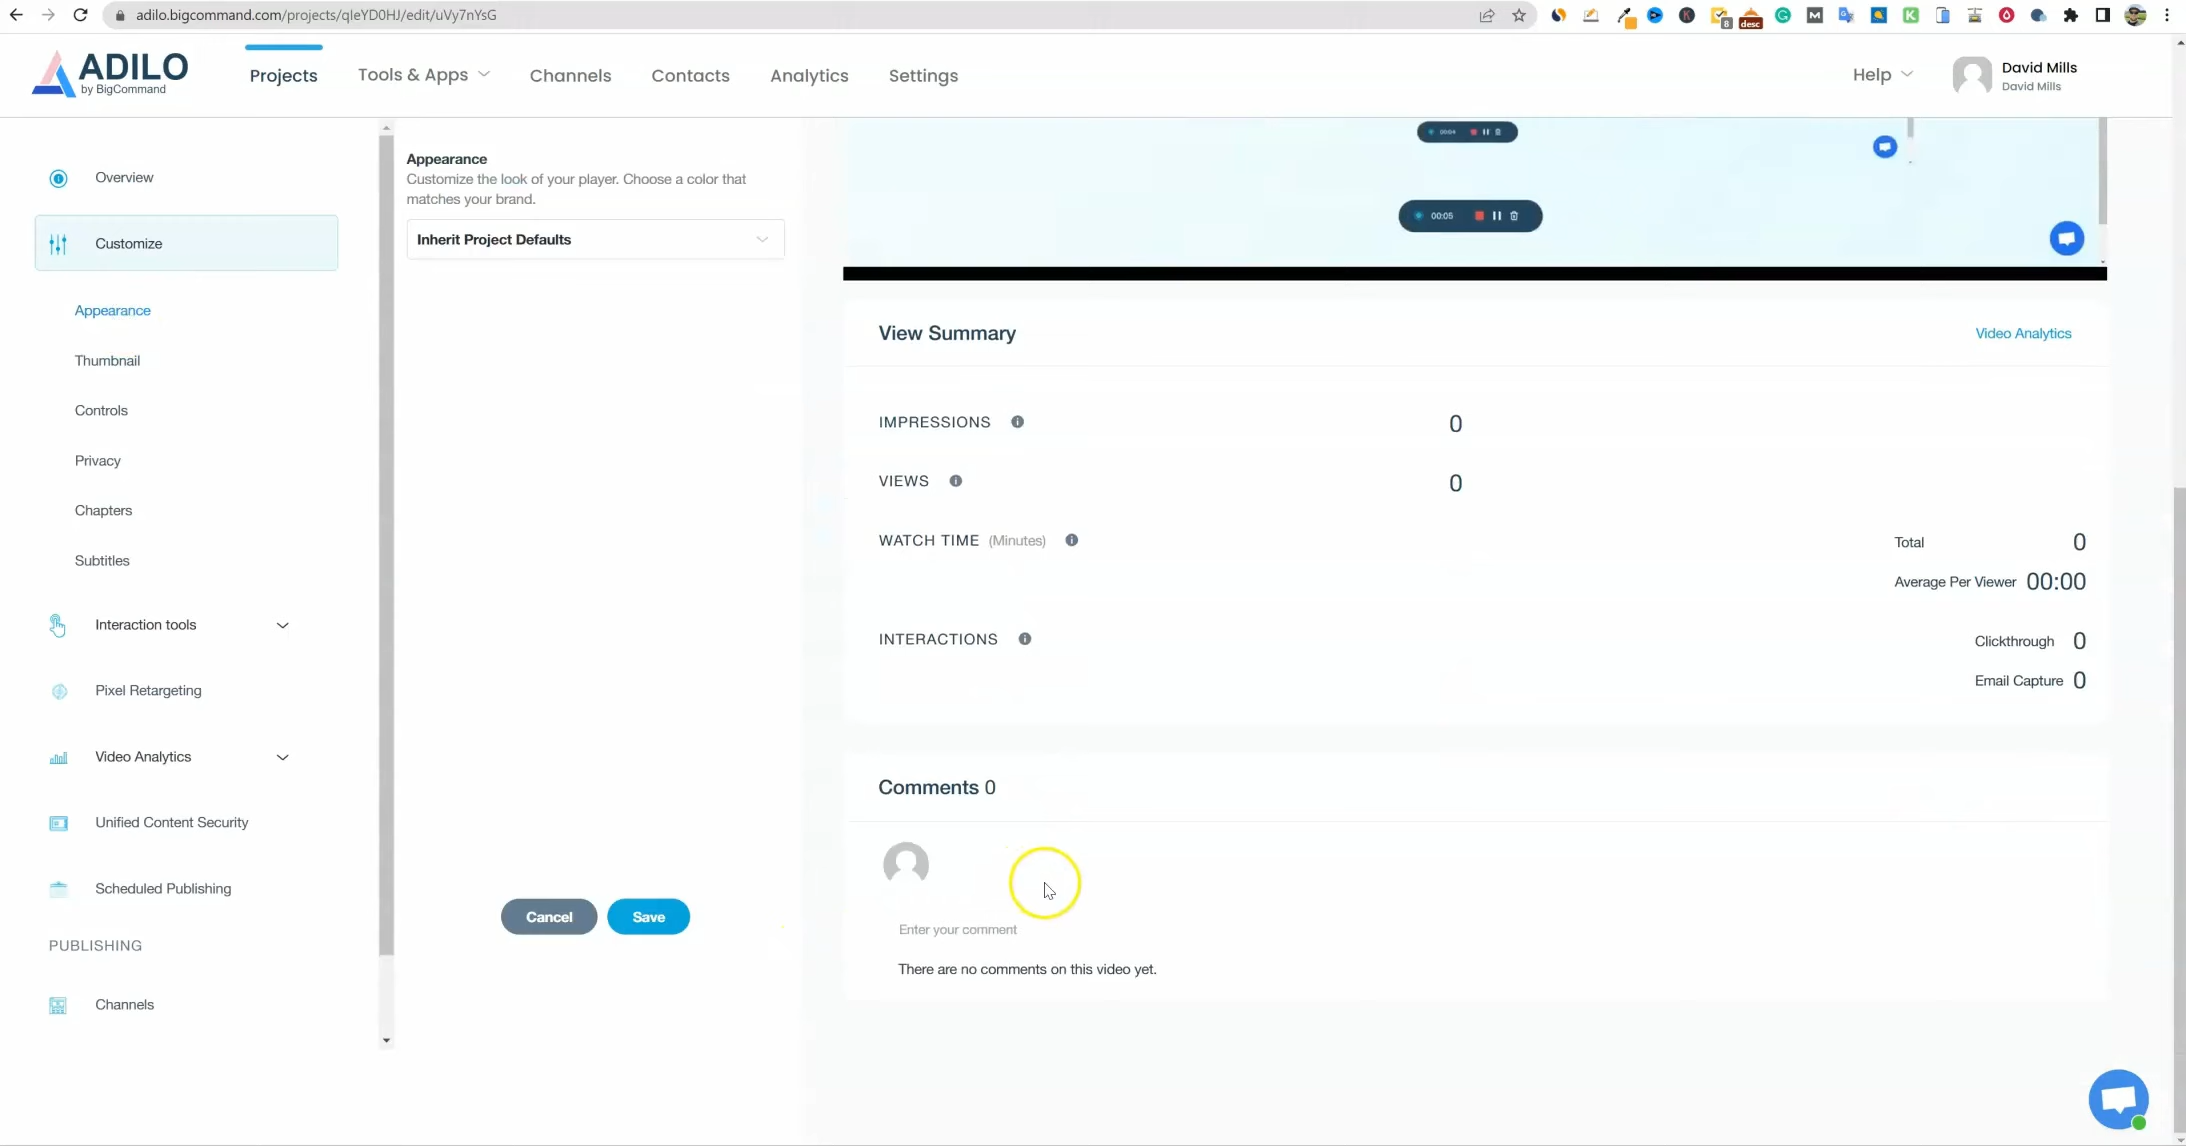 adilo.bigcommand.com/projects/qIeYD0HJ/edit/uVy7nYsG
8
desc
ADILO
by BigCommand
Projects
Tools & Apps
Channels
Contacts
Analytics
Settings
Help
David Mills
David Mills
Overview
Customize
Appearance
Thumbnail
Controls
Privacy
Chapters
Subtitles
Interaction tools
Pixel Retargeting
Video Analytics
Unified Content Security
Scheduled Publishing
PUBLISHING
Channels
Appearance
Customize the look of your player. Choose a color that
matches your brand.
Inherit Project Defaults
Cancel
Save
00:04
00:05
View Summary
Video Analytics
IMPRESSIONS
0
VIEWS
0
WATCH TIME (Minutes)
Total 0
Average Per Viewer 00:00
INTERACTIONS
Clickthrough 0
Email Capture 0
Comments 0
Enter your comment
There are no comments on this video yet.